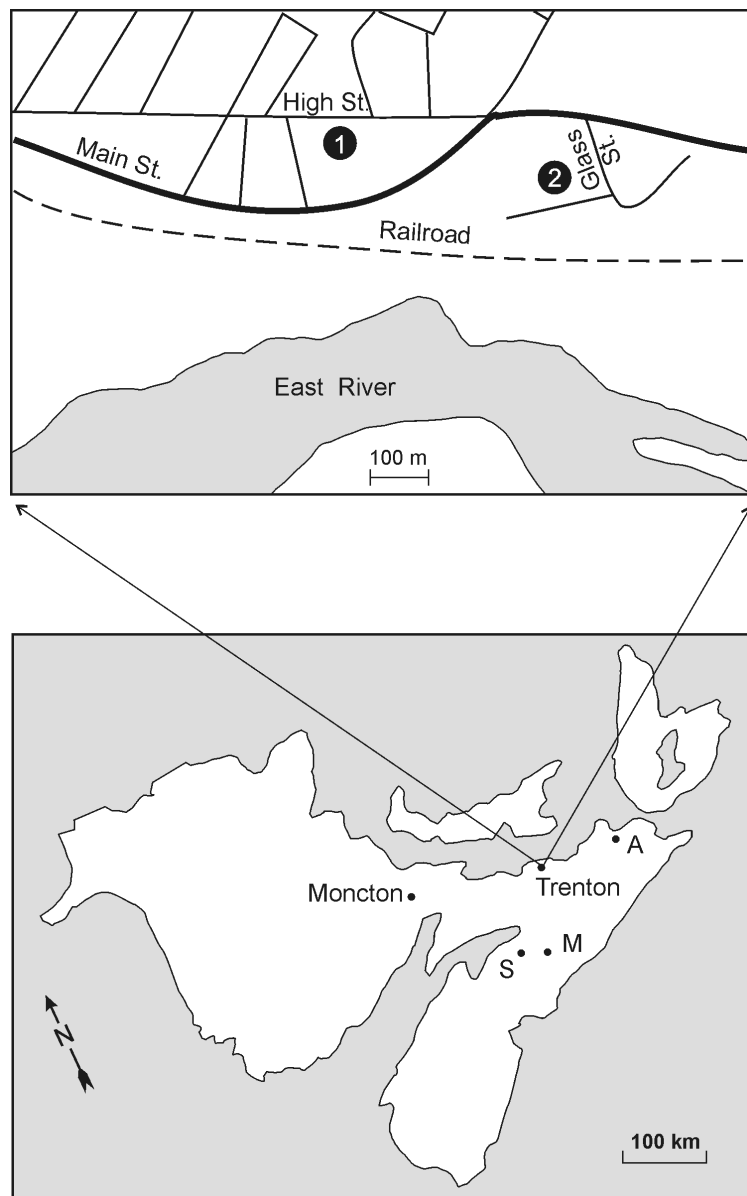 High St.
1
Main St.
Glass
St.
2
Railroad
East River
100 m
A
Trenton
Moncton
M
S
N
100 km